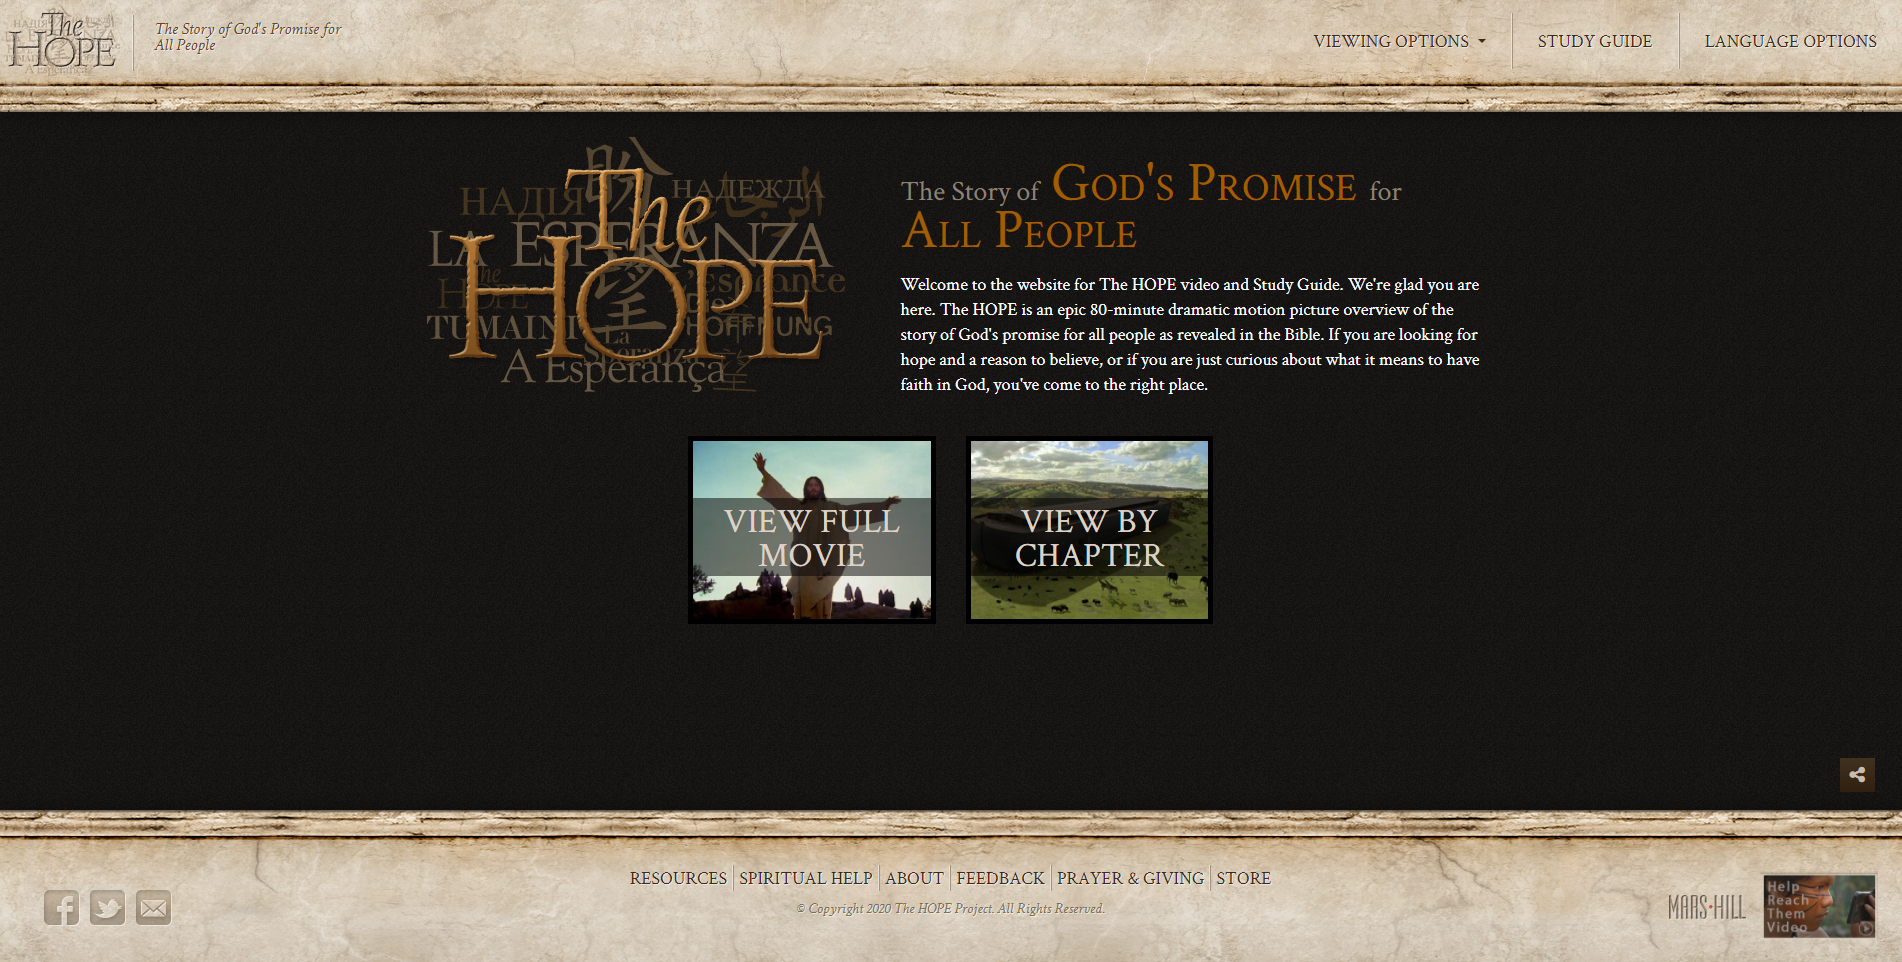 The
HOPE
The Story of God's Promise for
All People
VIEWING OPTIONS
STUDY GUIDE
LANGUAGE OPTIONS
盼
НАДІЯ
НАДЕЖДА
The
LA ESPERANZA
HOPE
The
HOPE
L'espérance
望
Die
HOFFNUNG
TUMAINI
La
Speranza
A Esperança
The Story of God's Promise for
All People
Welcome to the website for The HOPE video and Study Guide. We're glad you are
here. The HOPE is an epic 80-minute dramatic motion picture overview of the
story of God's promise for all people as revealed in the Bible. If you are looking for
hope and a reason to believe, or if you are just curious about what it means to have
faith in God, you've come to the right place.
VIEW FULL
MOVIE
VIEW BY
CHAPTER
RESOURCES
SPIRITUAL HELP
ABOUT
FEEDBACK
PRAYER & GIVING
STORE
© Copyright 2020 The HOPE Project. All Rights Reserved.
MARS·HILL
Help
Reach
Them
Video